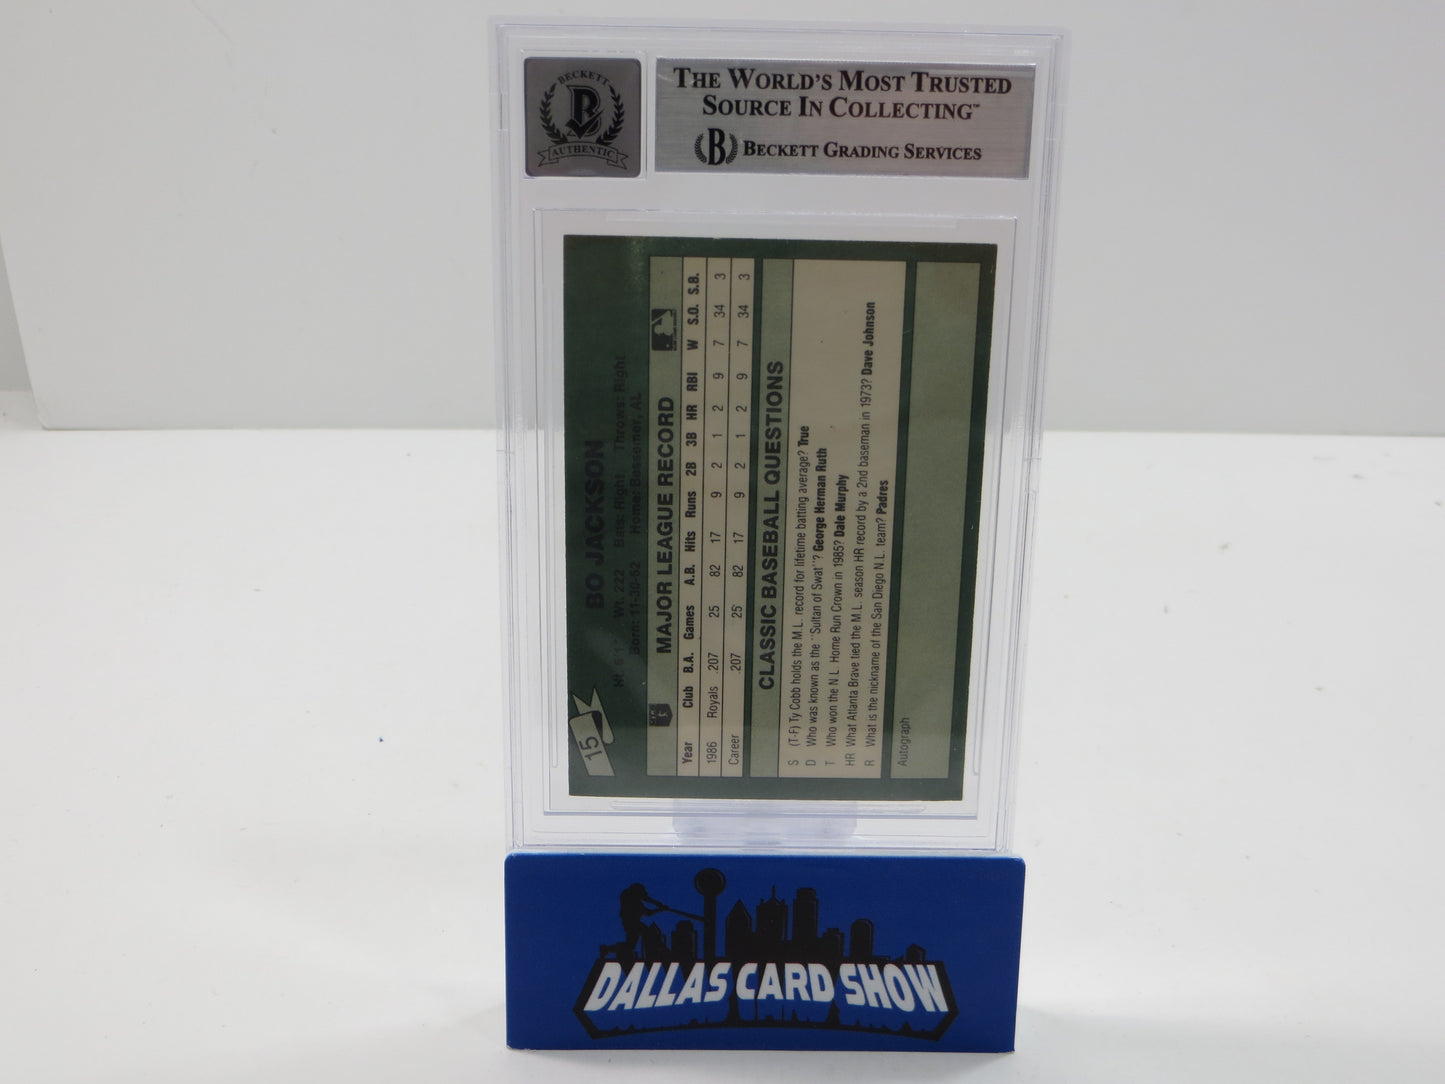 BECKETT
B
AUTHENTIC
THE WORLD'S MOST TRUSTED
SOURCE IN COLLECTING™
B BECKETT GRADING SERVICES
15
BO JACKSON
Ht. 6'1" Wt. 222 Bats: Right Throws: Right
Born: 11-30-62 Home: Bessemer, AL
MAJOR LEAGUE RECORD
Year Club B.A. Games A.B. Hits Runs 2B 3B HR RBI W S.O. S.B.
1986 Royals .207 25 82 17 9 2 1 2 9 7 34 3
Career .207 25 82 17 9 2 1 2 9 7 34 3
CLASSIC BASEBALL QUESTIONS
S (T-F) Ty Cobb holds the M.L. record for lifetime batting average? True
D Who was known as the "Sultan of Swat"? George Herman Ruth
T Who won the N.L. Home Run Crown in 1985? Dale Murphy
HR What Atlanta Brave tied the M.L. season HR record by a 2nd baseman in 1973? Dave Johnson
R What is the nickname of the San Diego N.L. team? Padres
Autograph
DALLAS CARD SHOW